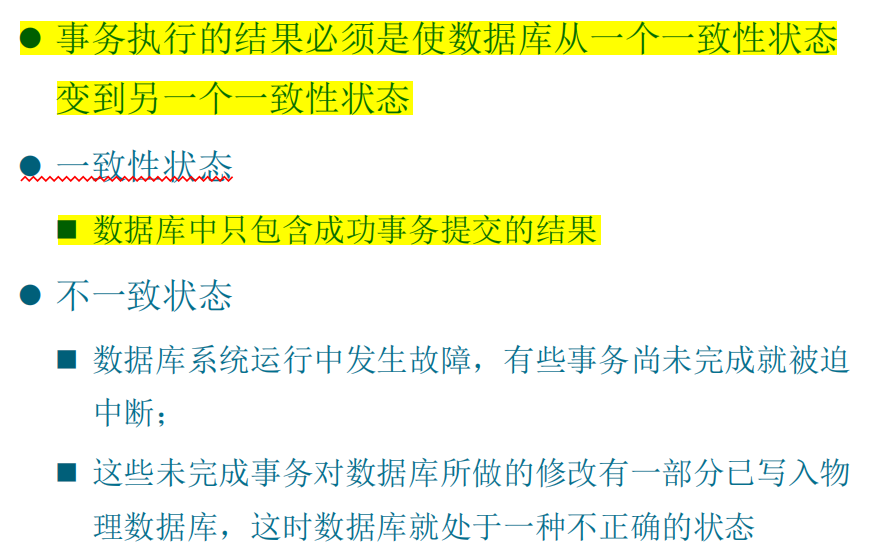 ● 事务执行的结果必须是使数据库从一个一致性状态
变到另一个一致性状态
● 一致性状态
■ 数据库中只包含成功事务提交的结果
● 不一致状态
■ 数据库系统运行中发生故障，有些事务尚未完成就被迫
中断；
■ 这些未完成事务对数据库所做的修改有一部分已写入物
理数据库，这时数据库就处于一种不正确的状态